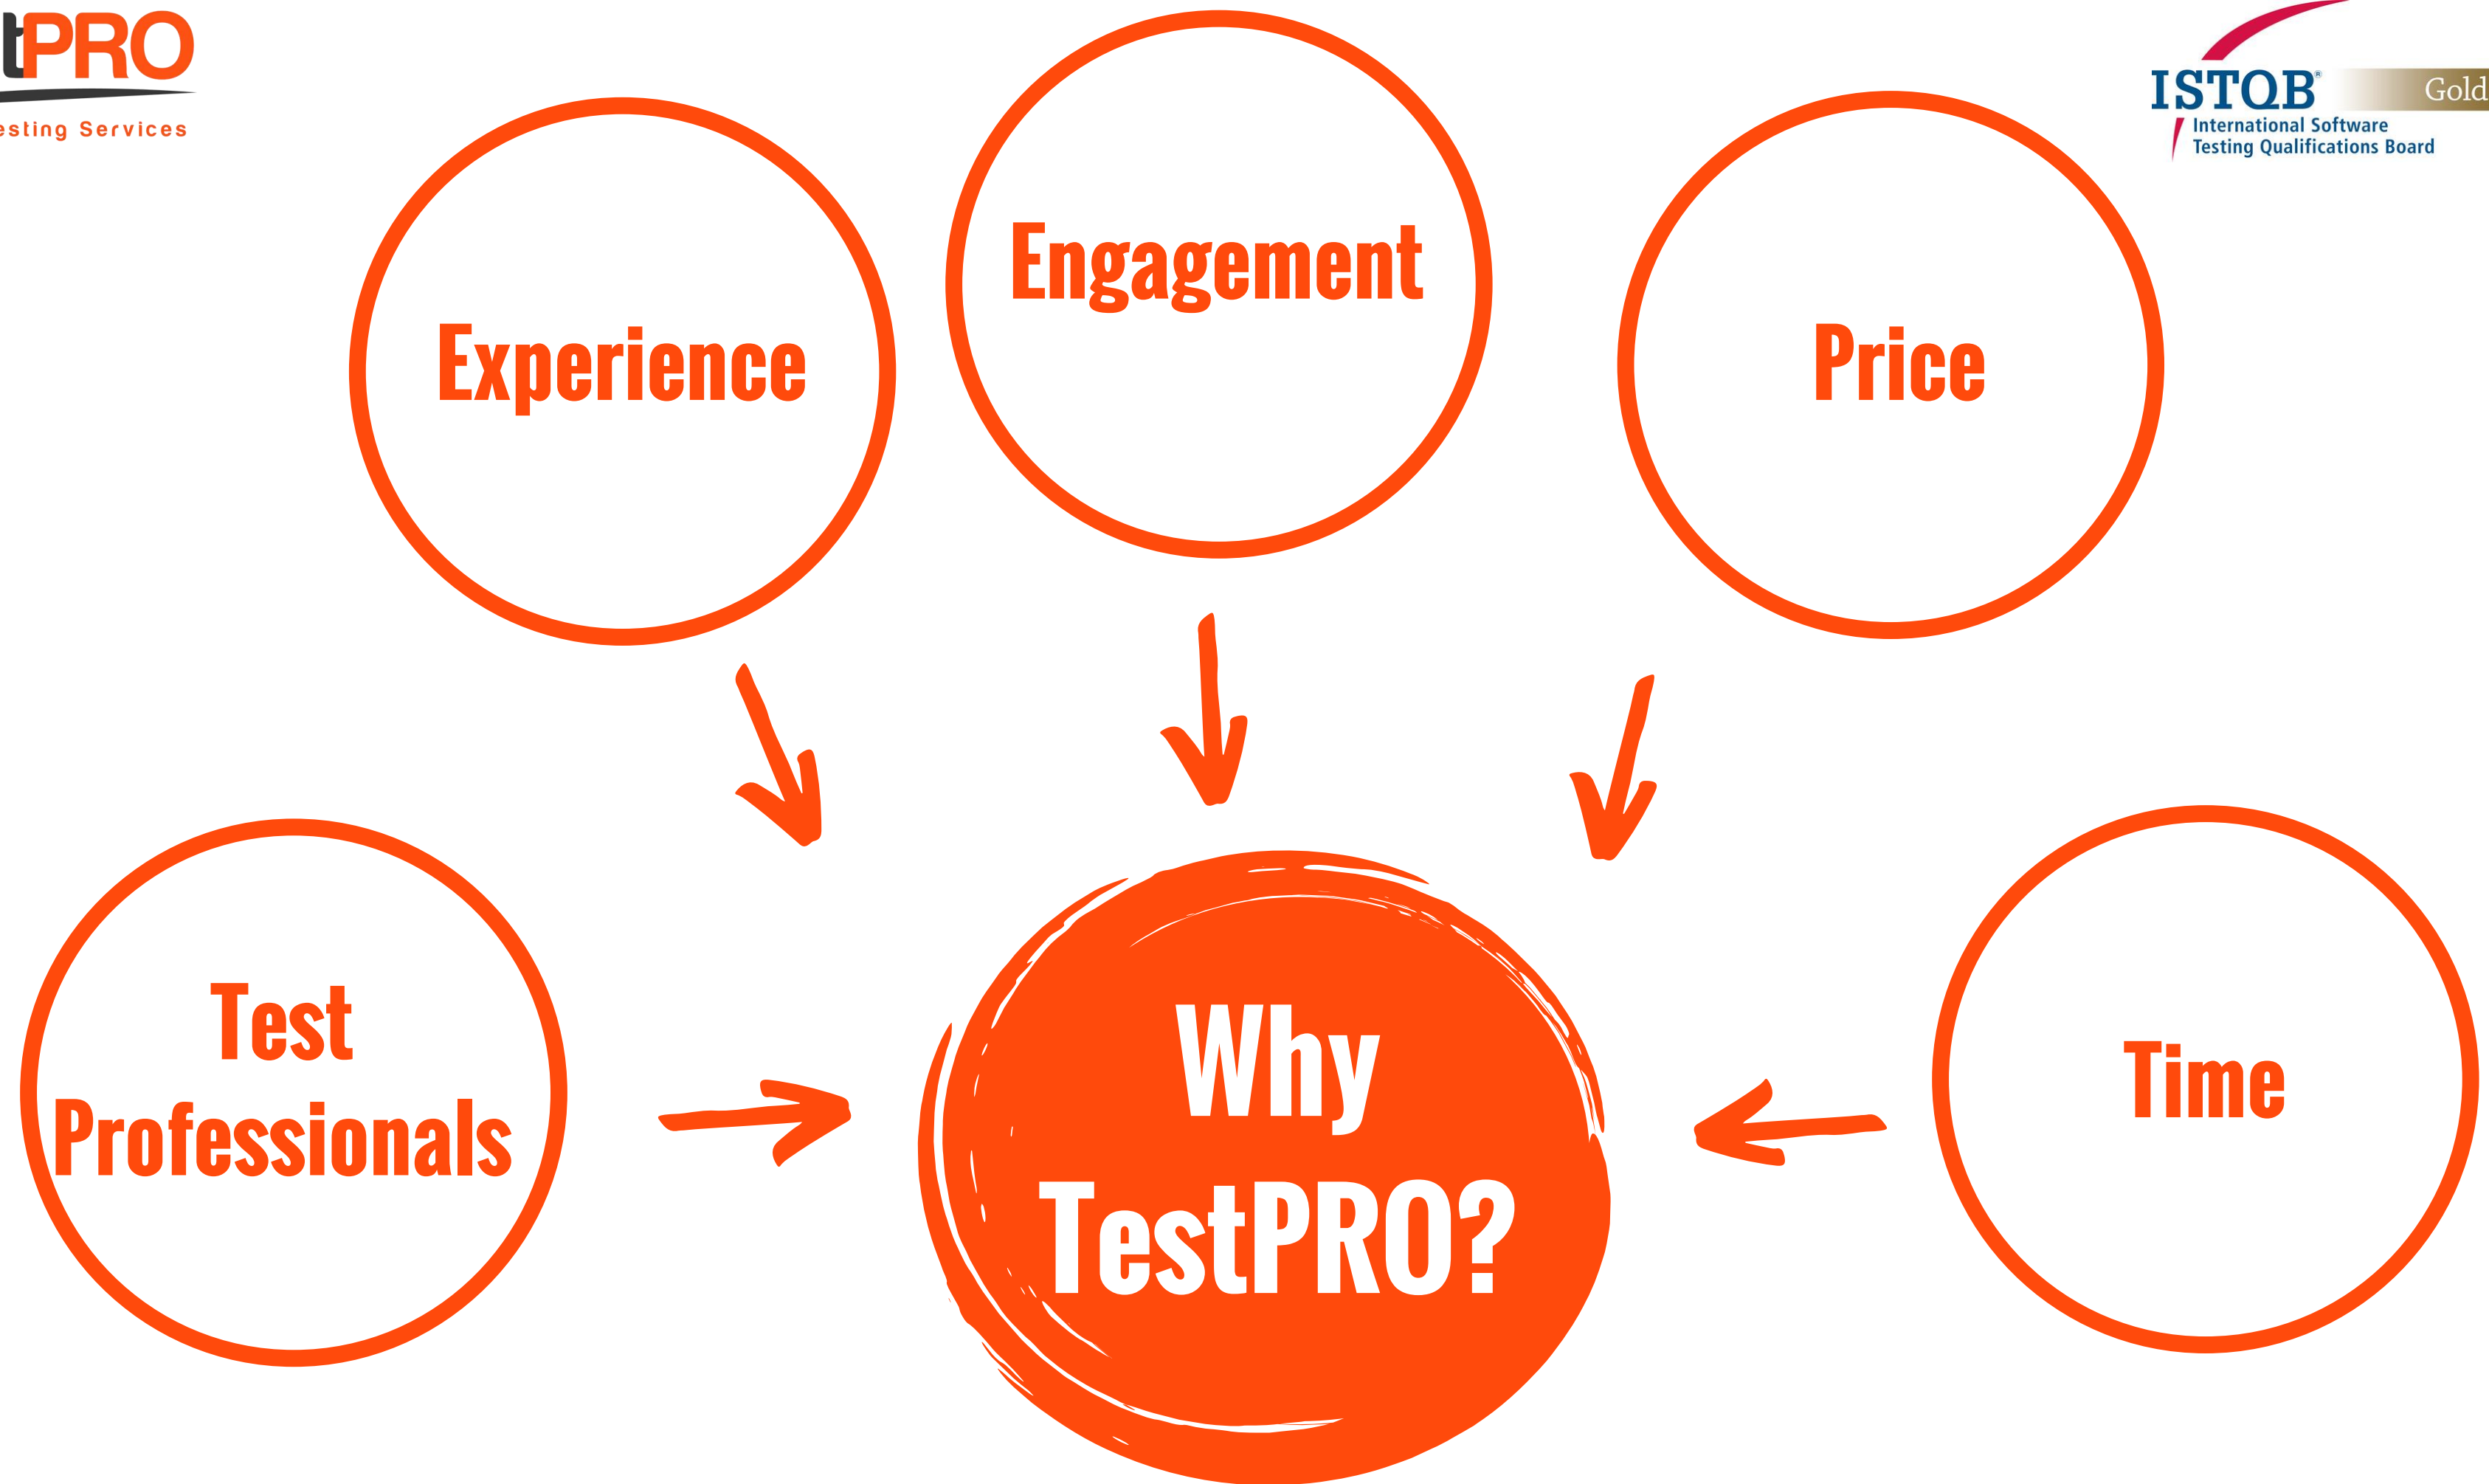 tPRO
esting Services
ISTQB® Gold
International Software
Testing Qualifications Board
Engagement
Experience
Price
Test
Professionals
Why
TestPRO?
Time